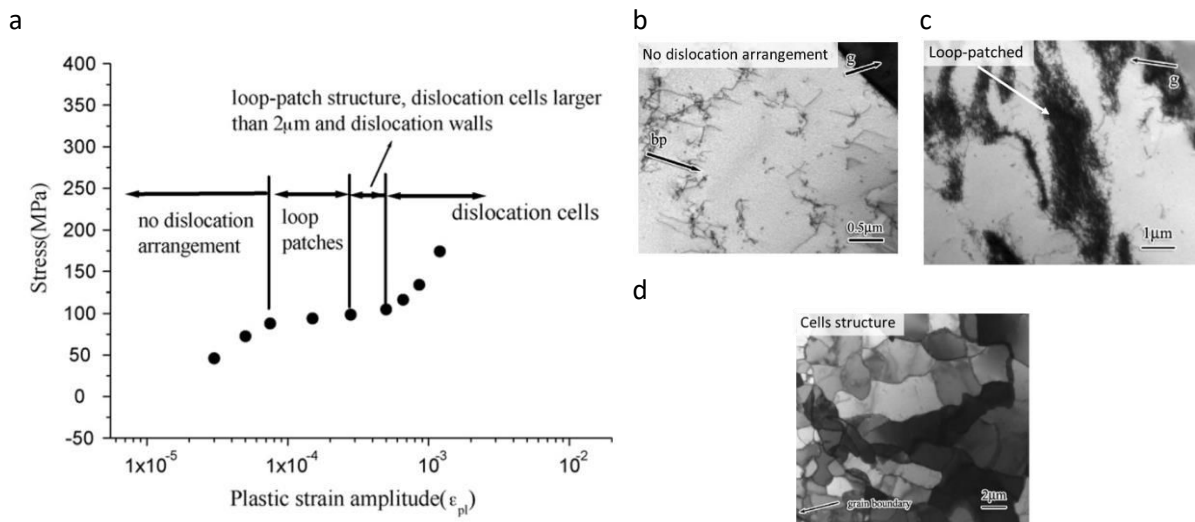 a
Stress(MPa)
400
350
300
250
200
150
100
50
0
-50
loop-patch structure, dislocation cells larger
than 2μm and dislocation walls
no dislocation
arrangement
loop
patches
dislocation cells
1x10-5
1x10-4
10-3
10-2
Plastic strain amplitude(εpl)
b
No dislocation arrangement
g
bp
0.5μm
c
Loop-patched
g
1μm
d
Cells structure
grain boundary
2μm